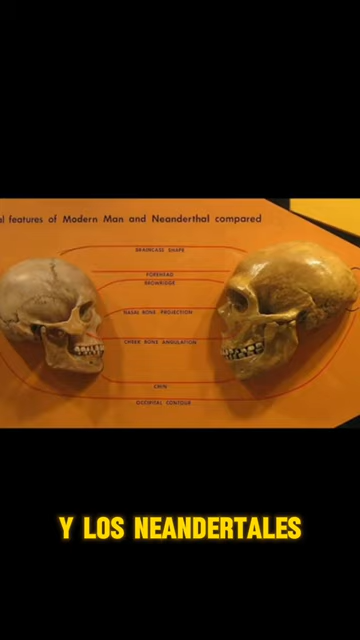 al features of Modern Man and Neanderthal compared
BRAINCASE SHAPE
FOREHEAD
BROWRIDGE
NASAL BONE PROJECTION
CHEEK BONE ANGULATION
CHIN
OCCIPITAL CONTOUR
Y LOS NEANDERTALES